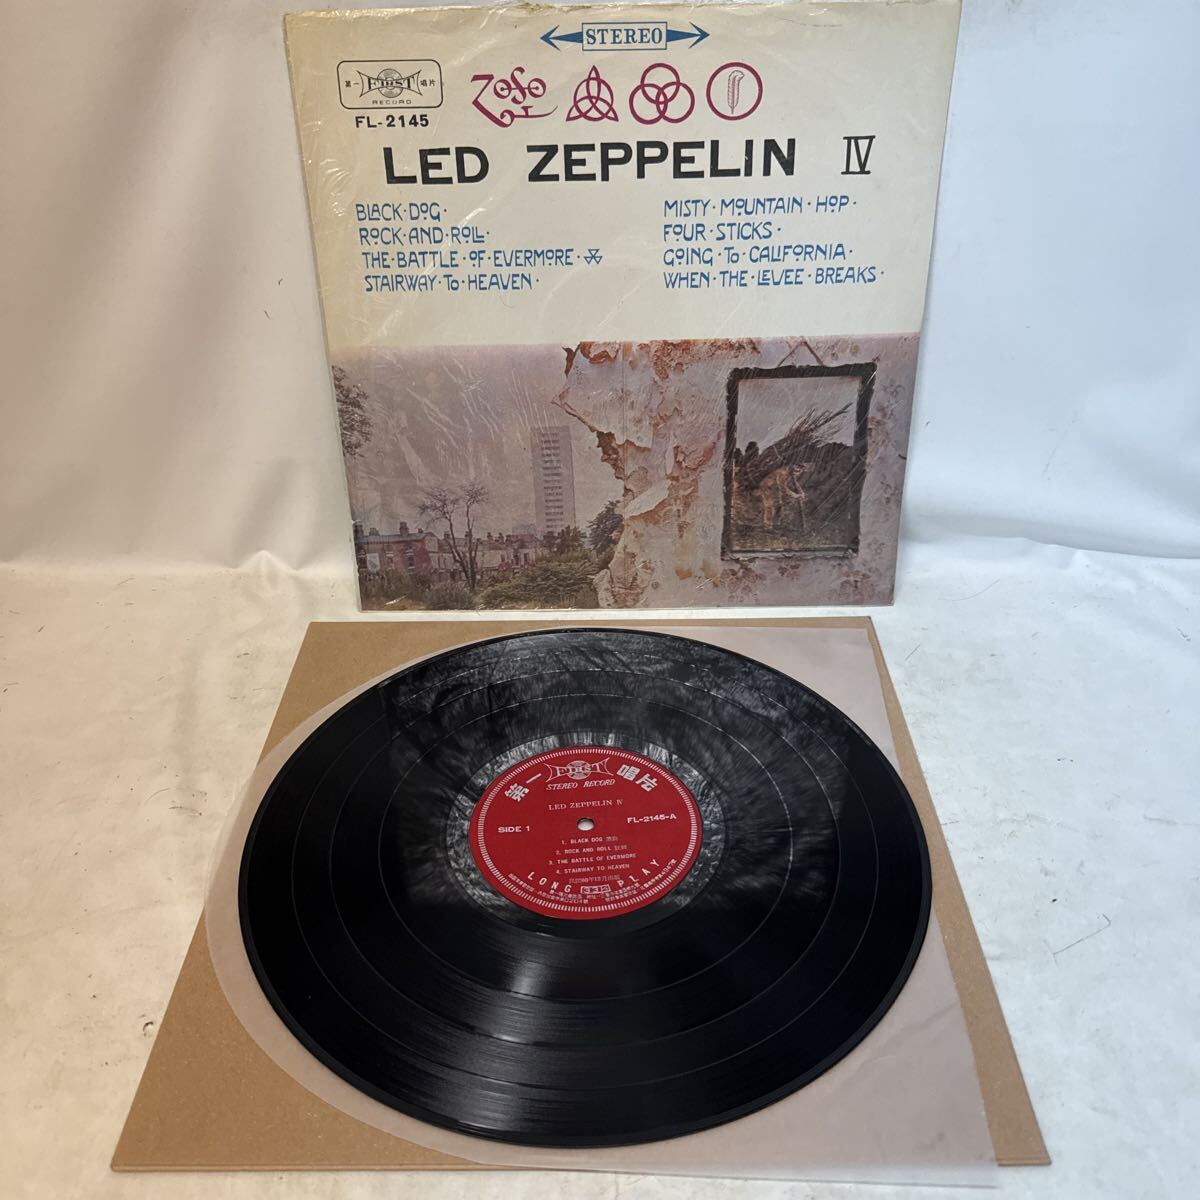 STEREO
第一 FIRST 唱片
RECORD
FL-2145
ZoSo
LED ZEPPELIN IV
BLACK·DOG·
ROCK·AND·ROLL·
THE·BATTLE·OF·EVERMORE·
STAIRWAY·TO·HEAVEN·
MISTY·MOUNTAIN·HOP·
FOUR·STICKS·
GOING·TO·CALIFORNIA·
WHEN·THE·LEVEE·BREAKS·
第一 FIRST 唱片
STEREO RECORD
LED ZEPPELIN IV
SIDE 1
FL-2145-A
1. BLACK DOG
2. ROCK AND ROLL
3. THE BATTLE OF EVERMORE
4. STAIRWAY TO HEAVEN
LONG PLAY